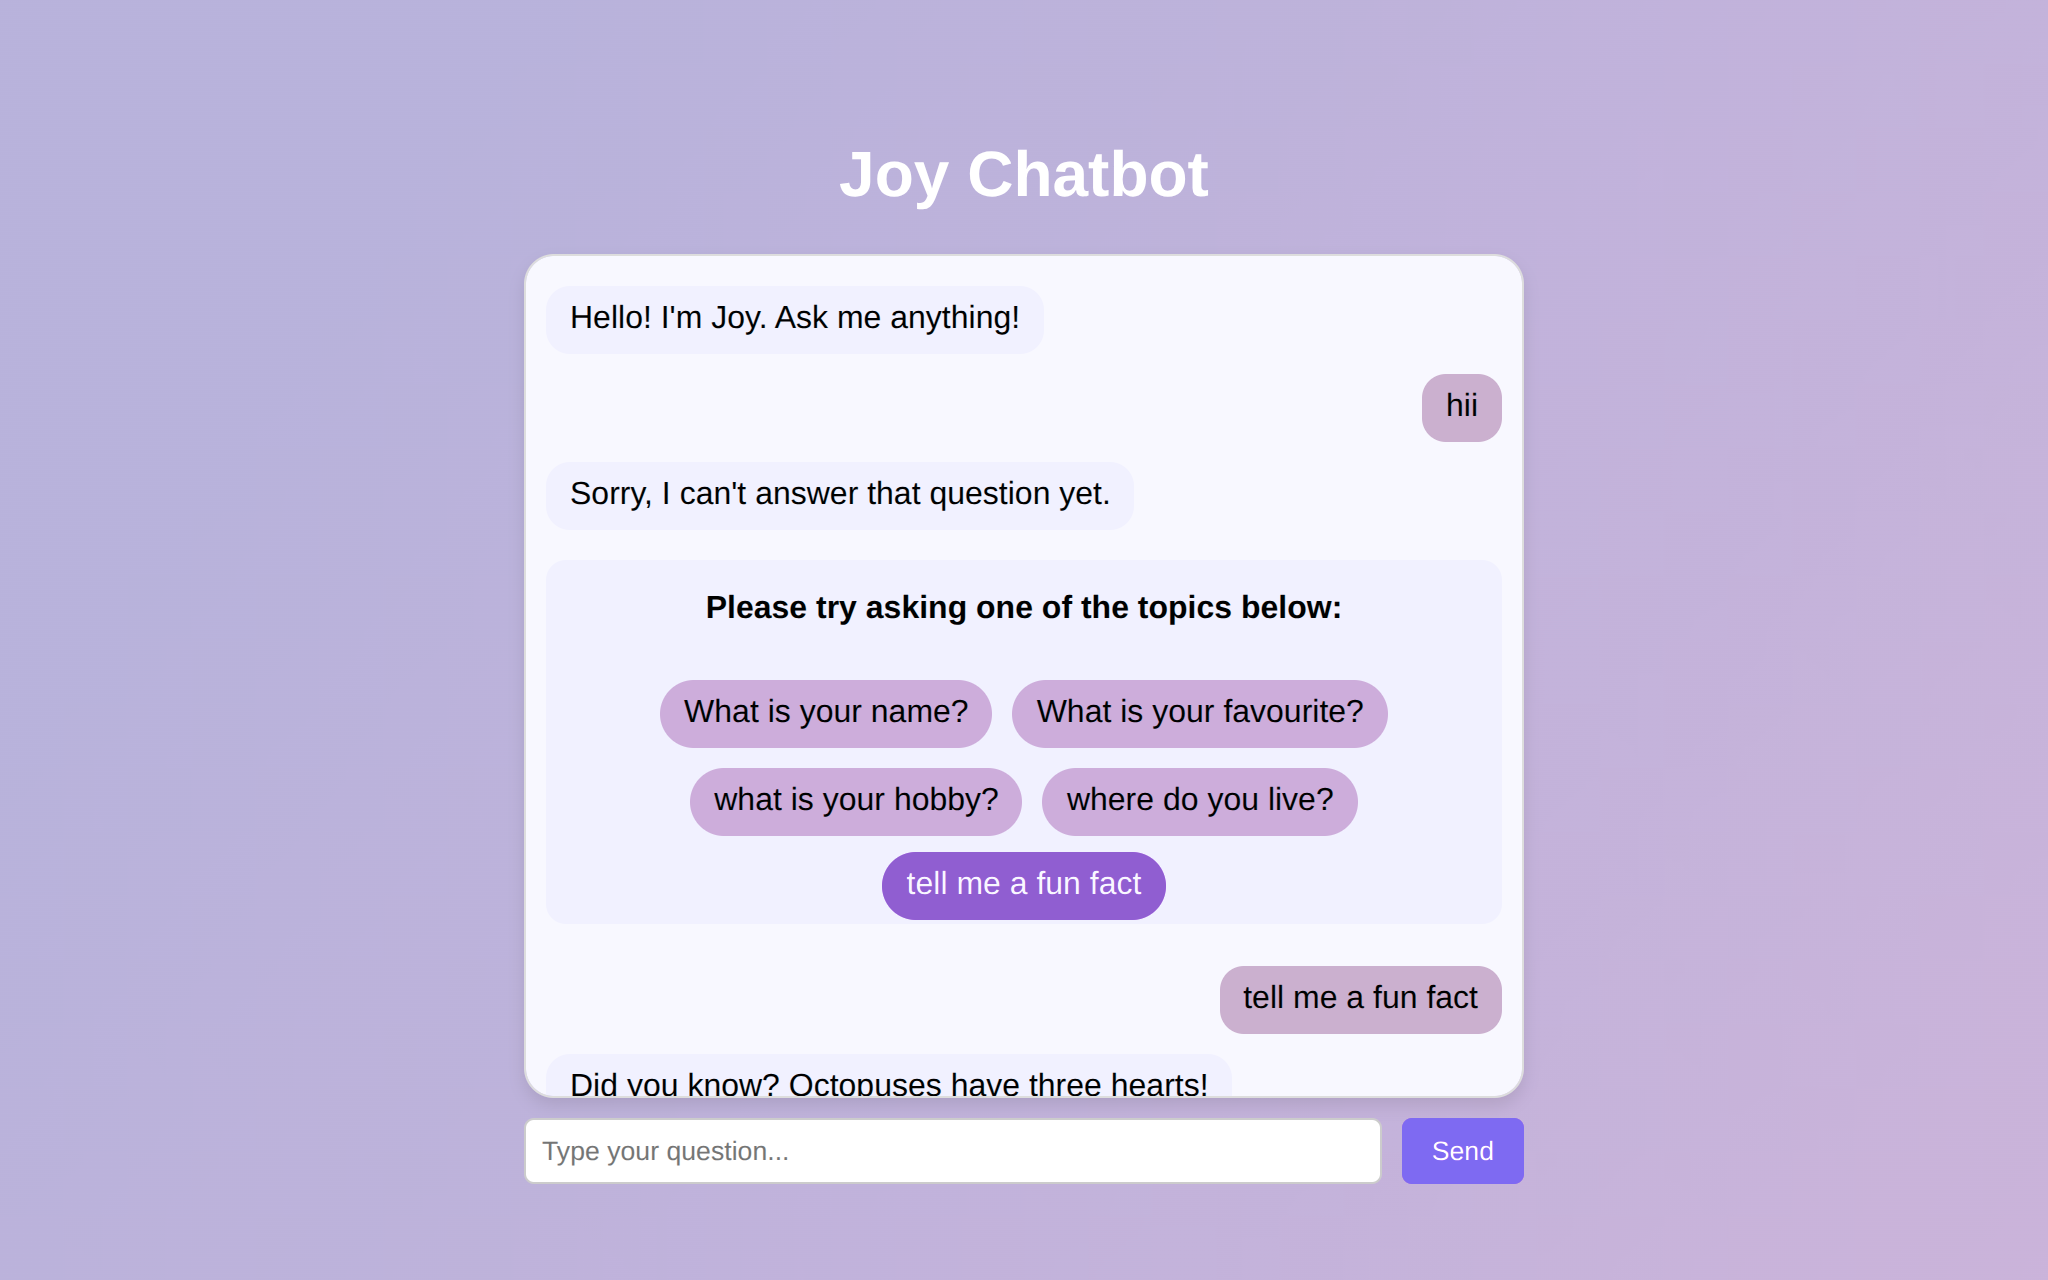 Joy Chatbot
Hello! I'm Joy. Ask me anything!
hii
Sorry, I can't answer that question yet.
Please try asking one of the topics below:
What is your name? What is your favourite?
what is your hobby? where do you live?
tell me a fun fact
tell me a fun fact
Did you know? Octopuses have three hearts!
Type your question...
Send